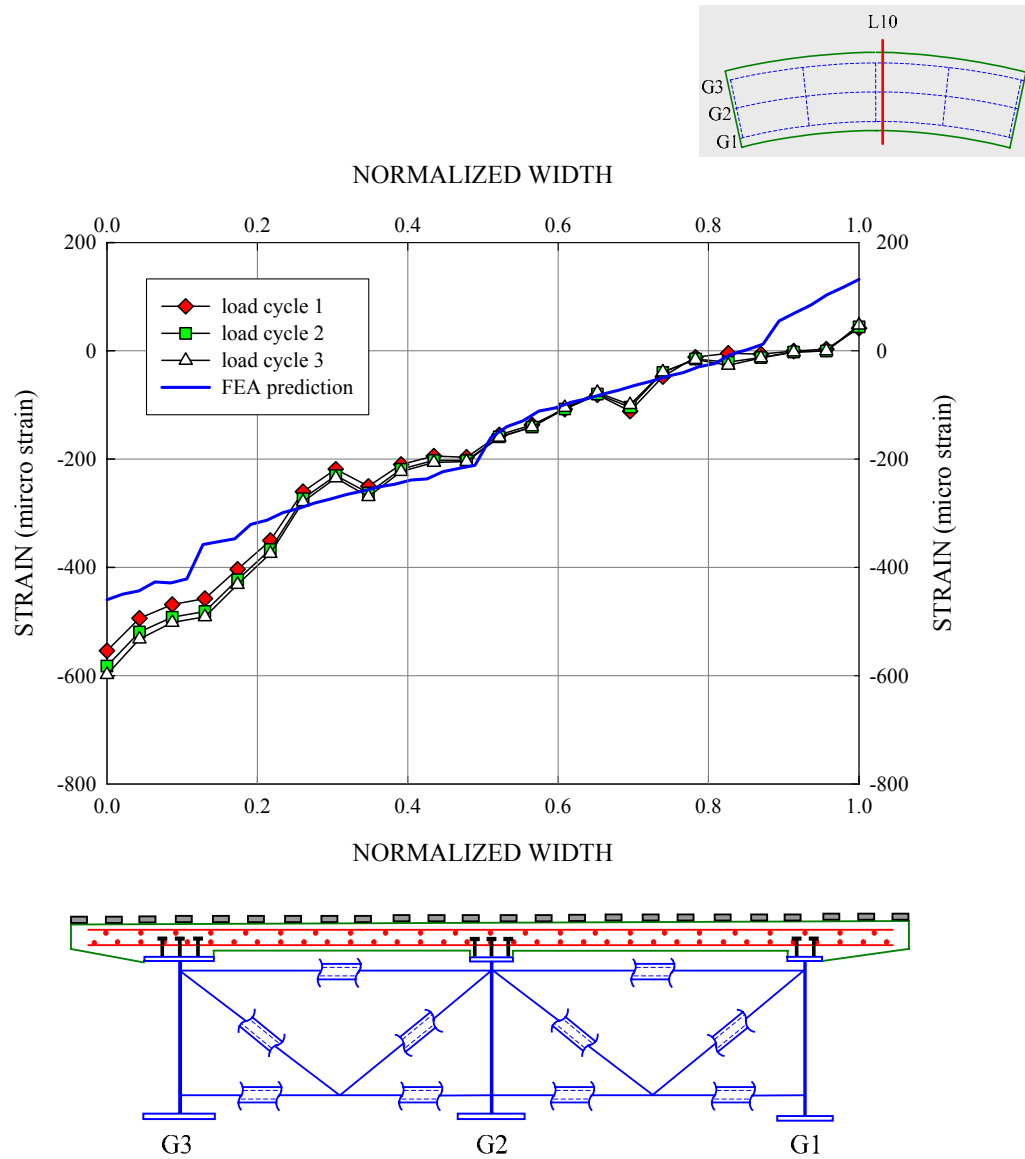 L10
G3
G2
G1
NORMALIZED WIDTH
0.0 0.2 0.4 0.6 0.8 1.0
200 200
load cycle 1
load cycle 2
load cycle 3
FEA prediction
0 0
-200 -200
-400 -400
-600 -600
-800 -800
STRAIN (mircro strain)
STRAIN (micro strain)
0.0 0.2 0.4 0.6 0.8 1.0
NORMALIZED WIDTH
G3 G2 G1